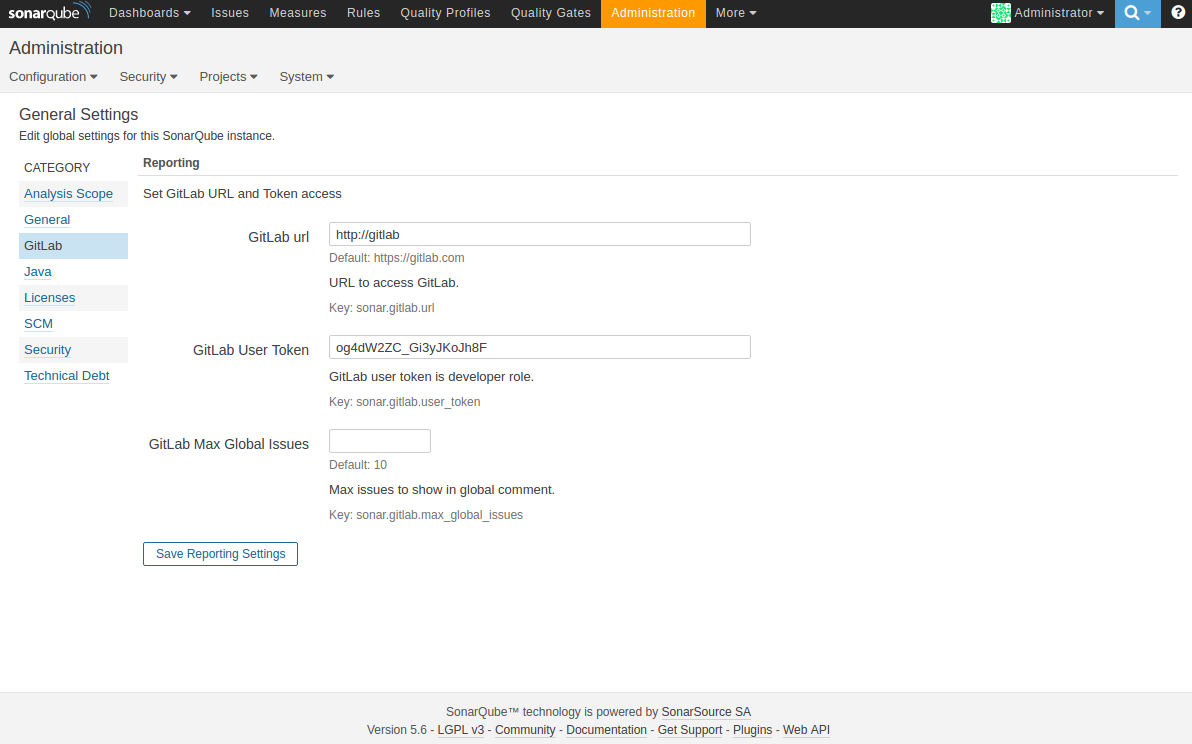 sonarqube Dashboards Issues Measures Rules Quality Profiles Quality Gates Administration More Administrator ?
Administration
Configuration Security Projects System
General Settings
Edit global settings for this SonarQube instance.
CATEGORY
Analysis Scope
General
GitLab
Java
Licenses
SCM
Security
Technical Debt
Reporting
Set GitLab URL and Token access
GitLab url http://gitlab
Default: https://gitlab.com
URL to access GitLab.
Key: sonar.gitlab.url
GitLab User Token og4dW2ZC_Gi3yJKoJh8F
GitLab user token is developer role.
Key: sonar.gitlab.user_token
GitLab Max Global Issues
Default: 10
Max issues to show in global comment.
Key: sonar.gitlab.max_global_issues
Save Reporting Settings
SonarQube™ technology is powered by SonarSource SA
Version 5.6 - LGPL v3 - Community - Documentation - Get Support - Plugins - Web API